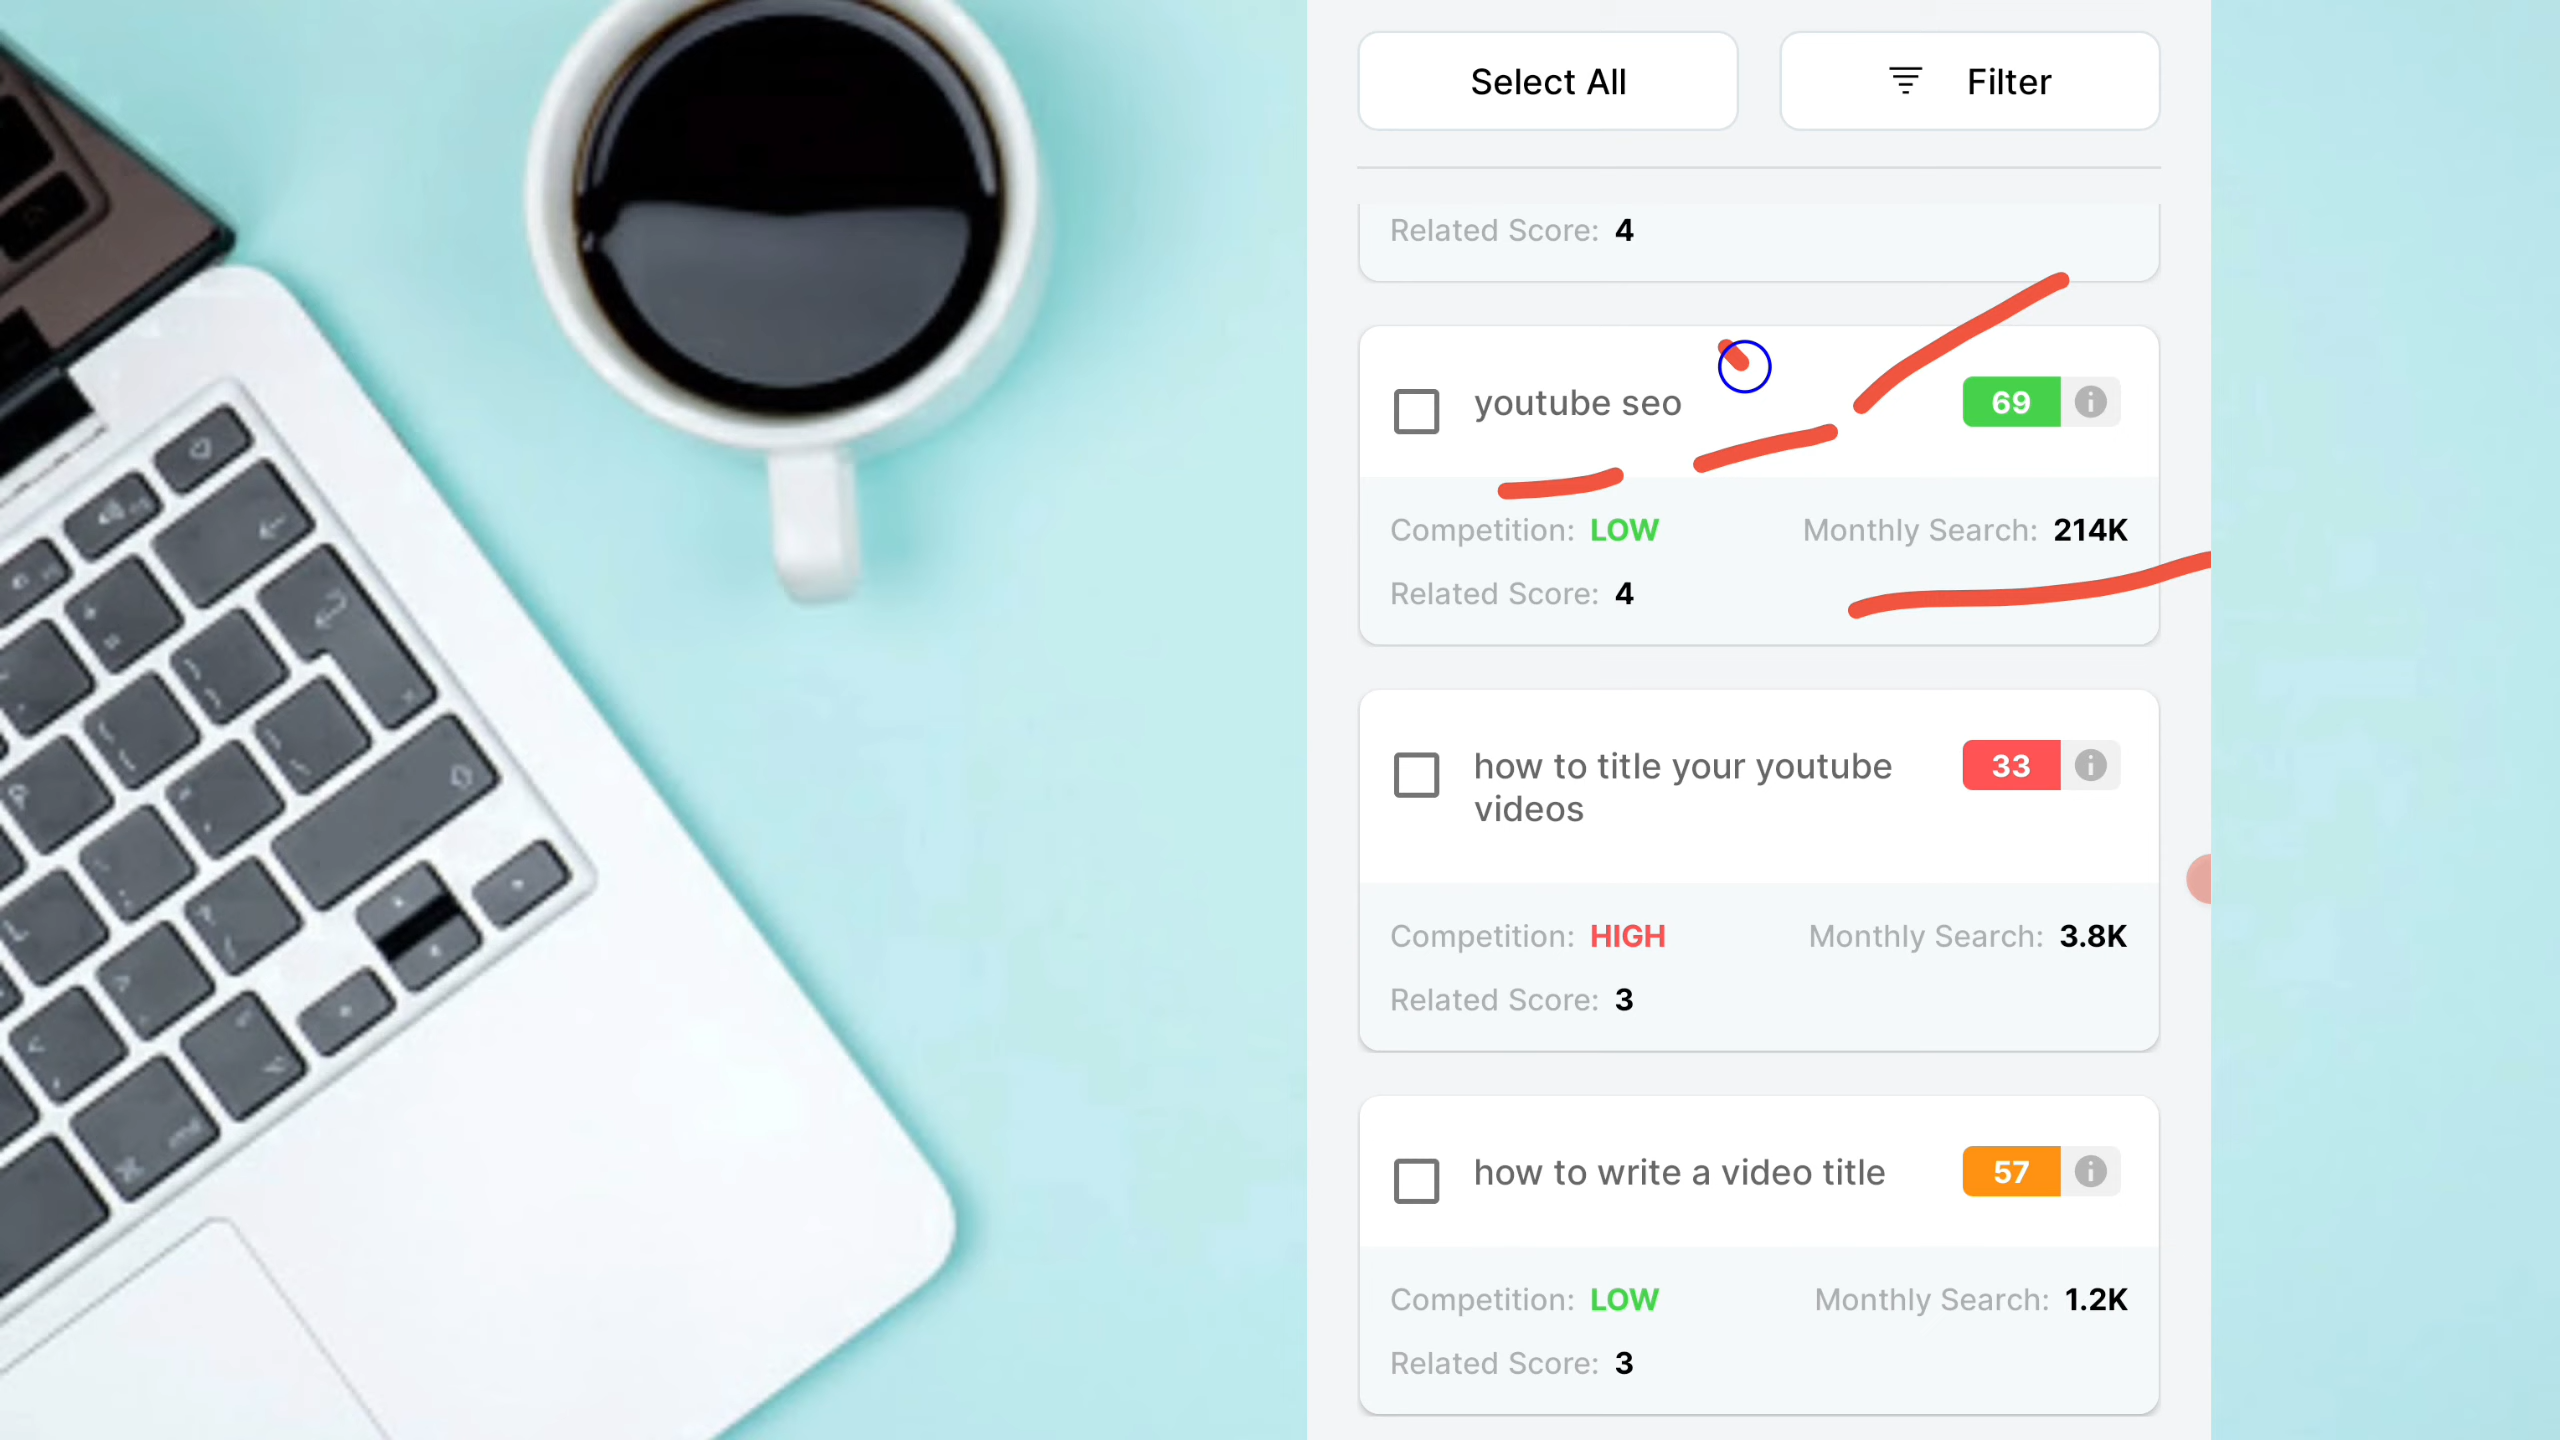 Select All
Filter
Related Score: 4
youtube seo
69
Competition: LOW
Monthly Search: 214K
Related Score: 4
how to title your youtube
videos
33
Competition: HIGH
Monthly Search: 3.8K
Related Score: 3
how to write a video title
57
Competition: LOW
Monthly Search: 1.2K
Related Score: 3